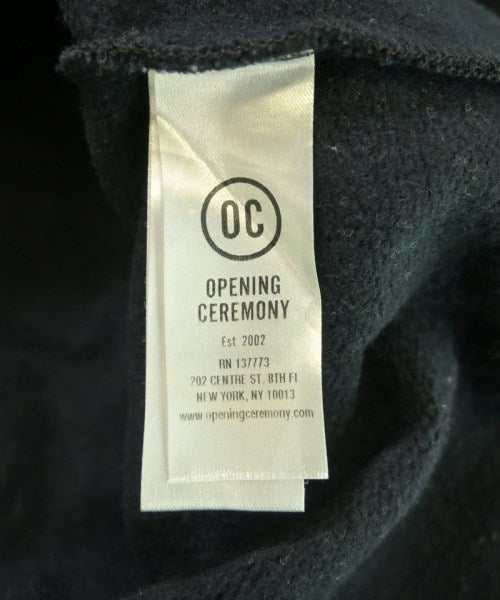 OC
OPENING
CEREMONY
Est. 2002
RN 137773
202 CENTRE ST. 8TH Fl
NEW YORK, NY 10013
www.openingceremony.com